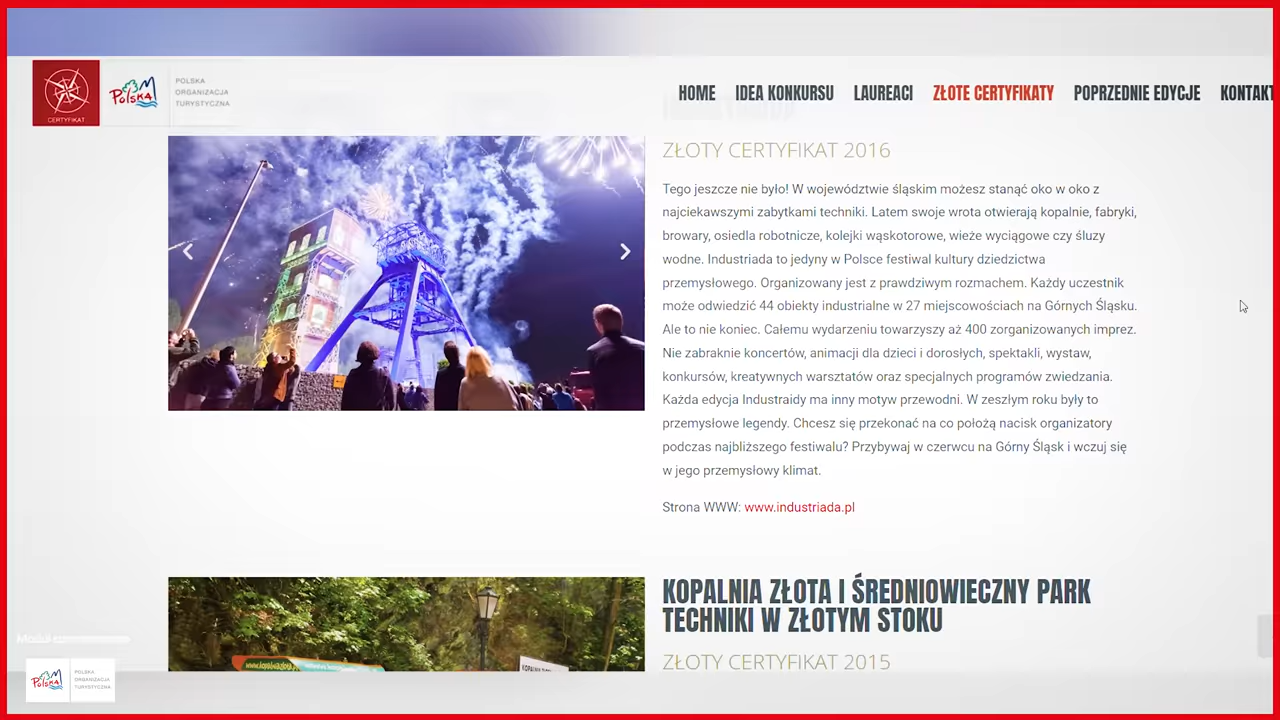 CERTYFIKAT
POLSKA
POLSKA
ORGANIZACJA
TURYSTYCZNA
HOME IDEA KONKURSU LAUREACI ZŁOTE CERTYFIKATY POPRZEDNIE EDYCJE KONTAKT
ZŁOTY CERTYFIKAT 2016
Tego jeszcze nie było! W województwie śląskim możesz stanąć oko w oko z
najciekawszymi zabytkami techniki. Latem swoje wrota otwierają kopalnie, fabryki,
browary, osiedla robotnicze, kolejki wąskotorowe, wieże wyciągowe czy śluzy
wodne. Industriada to jedyny w Polsce festiwal kultury dziedzictwa
przemysłowego. Organizowany jest z prawdziwym rozmachem. Każdy uczestnik
może odwiedzić 44 obiekty industrialne w 27 miejscowościach na Górnych Śląsku.
Ale to nie koniec. Całemu wydarzeniu towarzyszy aż 400 zorganizowanych imprez.
Nie zabraknie koncertów, animacji dla dzieci i dorosłych, spektakli, wystaw,
konkursów, kreatywnych warsztatów oraz specjalnych programów zwiedzania.
Każda edycja Industraidy ma inny motyw przewodni. W zeszłym roku były to
przemysłowe legendy. Chcesz się przekonać na co położą nacisk organizatory
podczas najbliższego festiwalu? Przybywaj w czerwcu na Górny Śląsk i wczuj się
w jego przemysłowy klimat.
Strona WWW: www.industriada.pl
KOPALNIA ZŁOTA I ŚREDNIOWIECZNY PARK
TECHNIKI W ZŁOTYM STOKU
ZŁOTY CERTYFIKAT 2015
POLSKA
POLSKA
ORGANIZACJA
TURYSTYCZNA